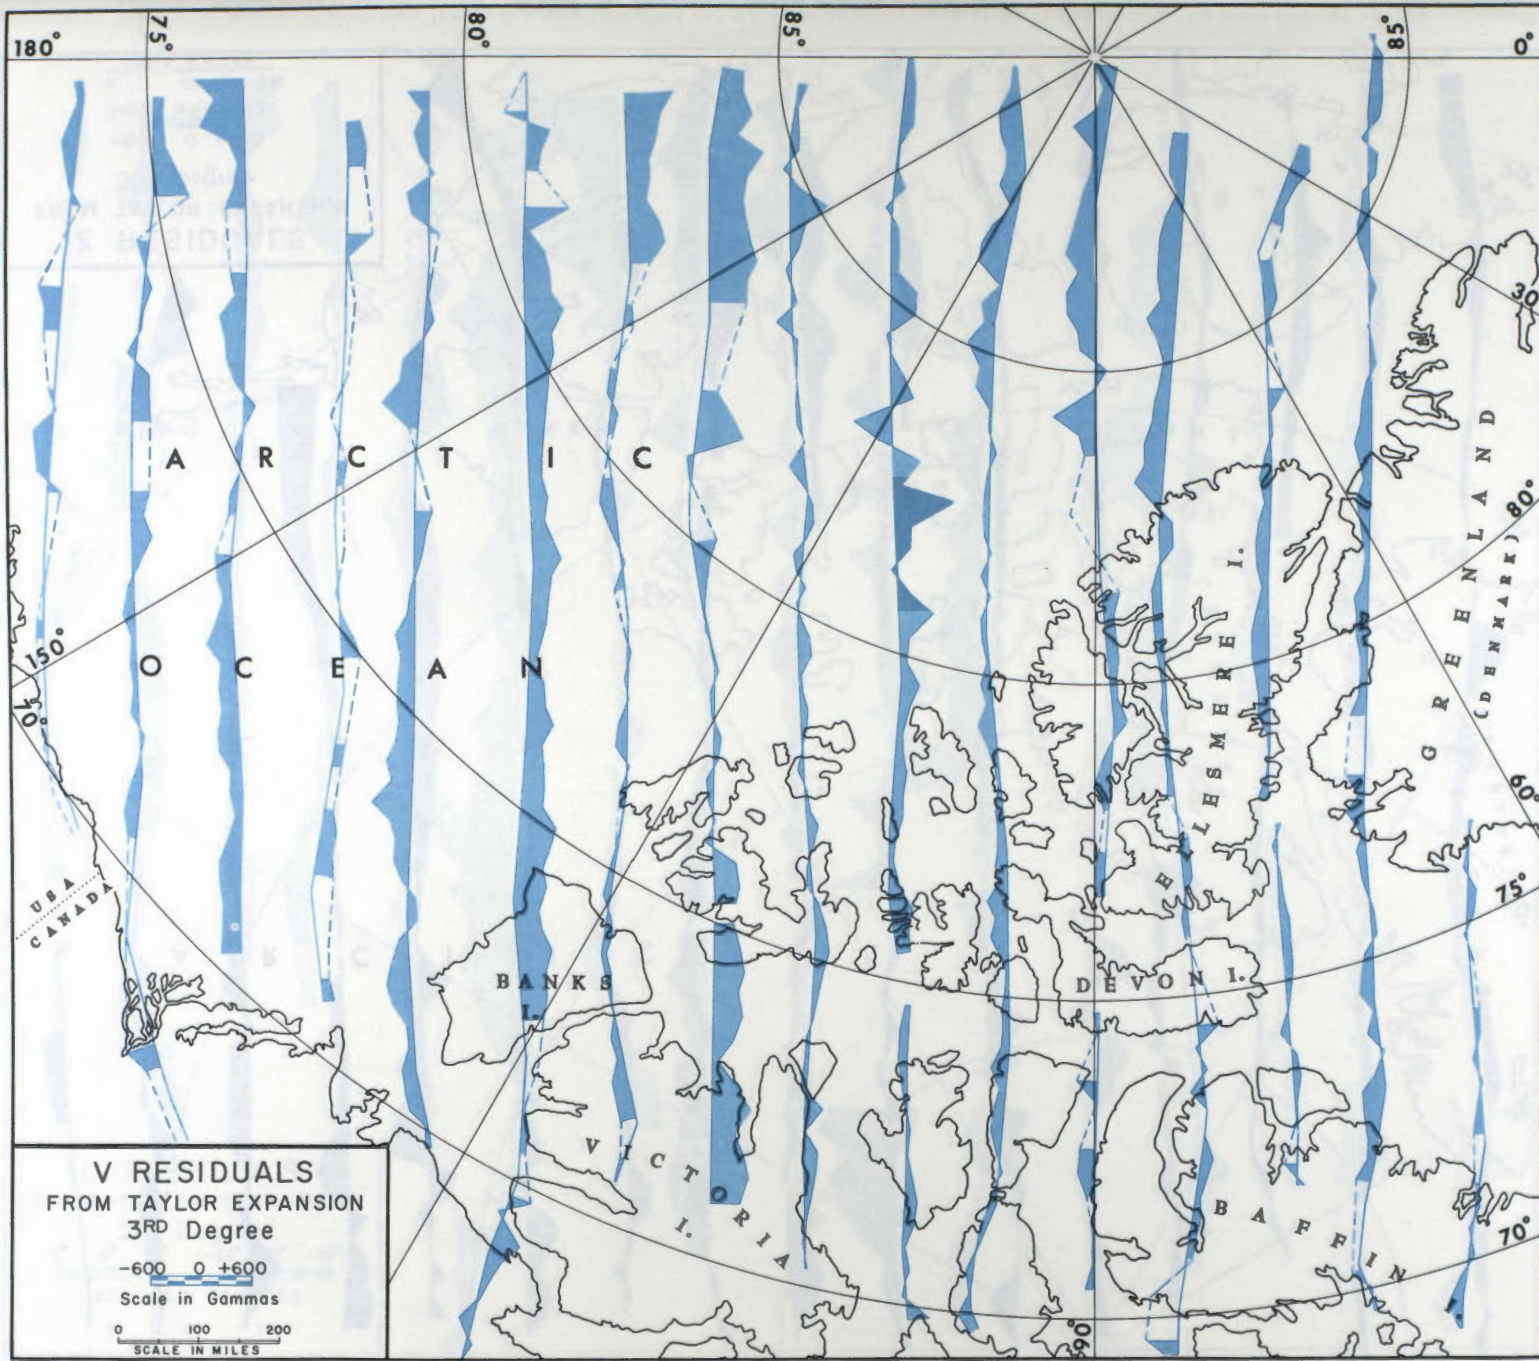 75°
80°
85°
85°
180°
0°
30°
ARCTIC
OCEAN
GREENLAND
(DENMARK)
80°
ELLESMERE I.
150°
70°
60°
75°
USA
CANADA
BANKS
I.
DEVON I.
VICTORIA
I.
BAFFIN I.
70°
90°
V RESIDUALS
FROM TAYLOR EXPANSION
3RD Degree
-600 0 +600
Scale in Gammas
0 100 200
SCALE IN MILES